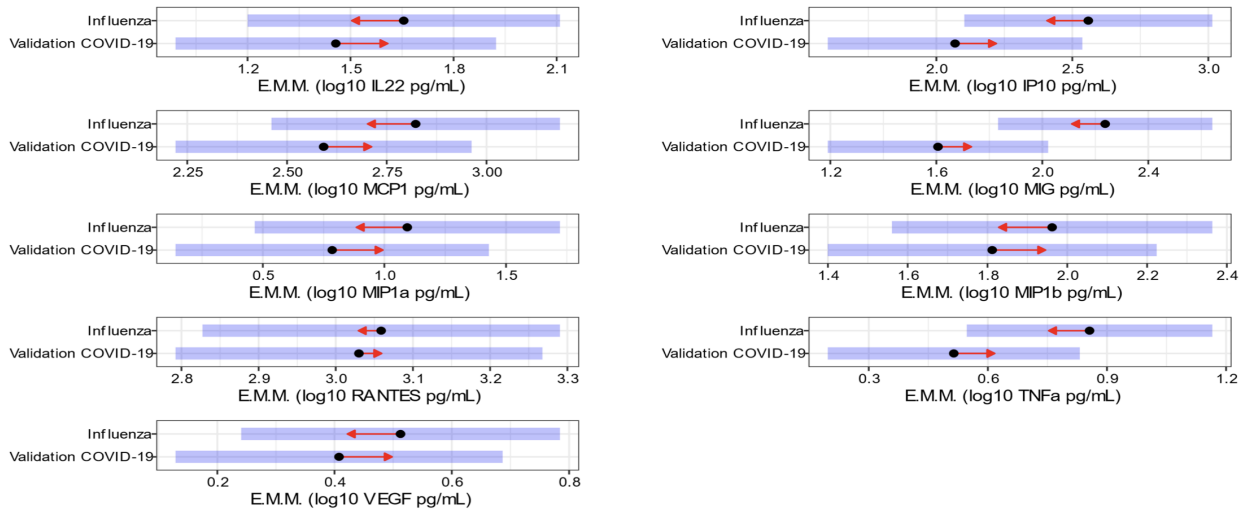 Influenza
Validation COVID-19
1.2 1.5 1.8 2.1
E.M.M. (log10 IL22 pg/mL)
Influenza
Validation COVID-19
2.0 2.5 3.0
E.M.M. (log10 IP10 pg/mL)
Influenza
Validation COVID-19
2.25 2.50 2.75 3.00
E.M.M. (log10 MCP1 pg/mL)
Influenza
Validation COVID-19
1.2 1.6 2.0 2.4
E.M.M. (log10 MIG pg/mL)
Influenza
Validation COVID-19
0.5 1.0 1.5
E.M.M. (log10 MIP1a pg/mL)
Influenza
Validation COVID-19
1.4 1.6 1.8 2.0 2.2 2.4
E.M.M. (log10 MIP1b pg/mL)
Influenza
Validation COVID-19
2.8 2.9 3.0 3.1 3.2 3.3
E.M.M. (log10 RANTES pg/mL)
Influenza
Validation COVID-19
0.3 0.6 0.9 1.2
E.M.M. (log10 TNFa pg/mL)
Influenza
Validation COVID-19
0.2 0.4 0.6 0.8
E.M.M. (log10 VEGF pg/mL)